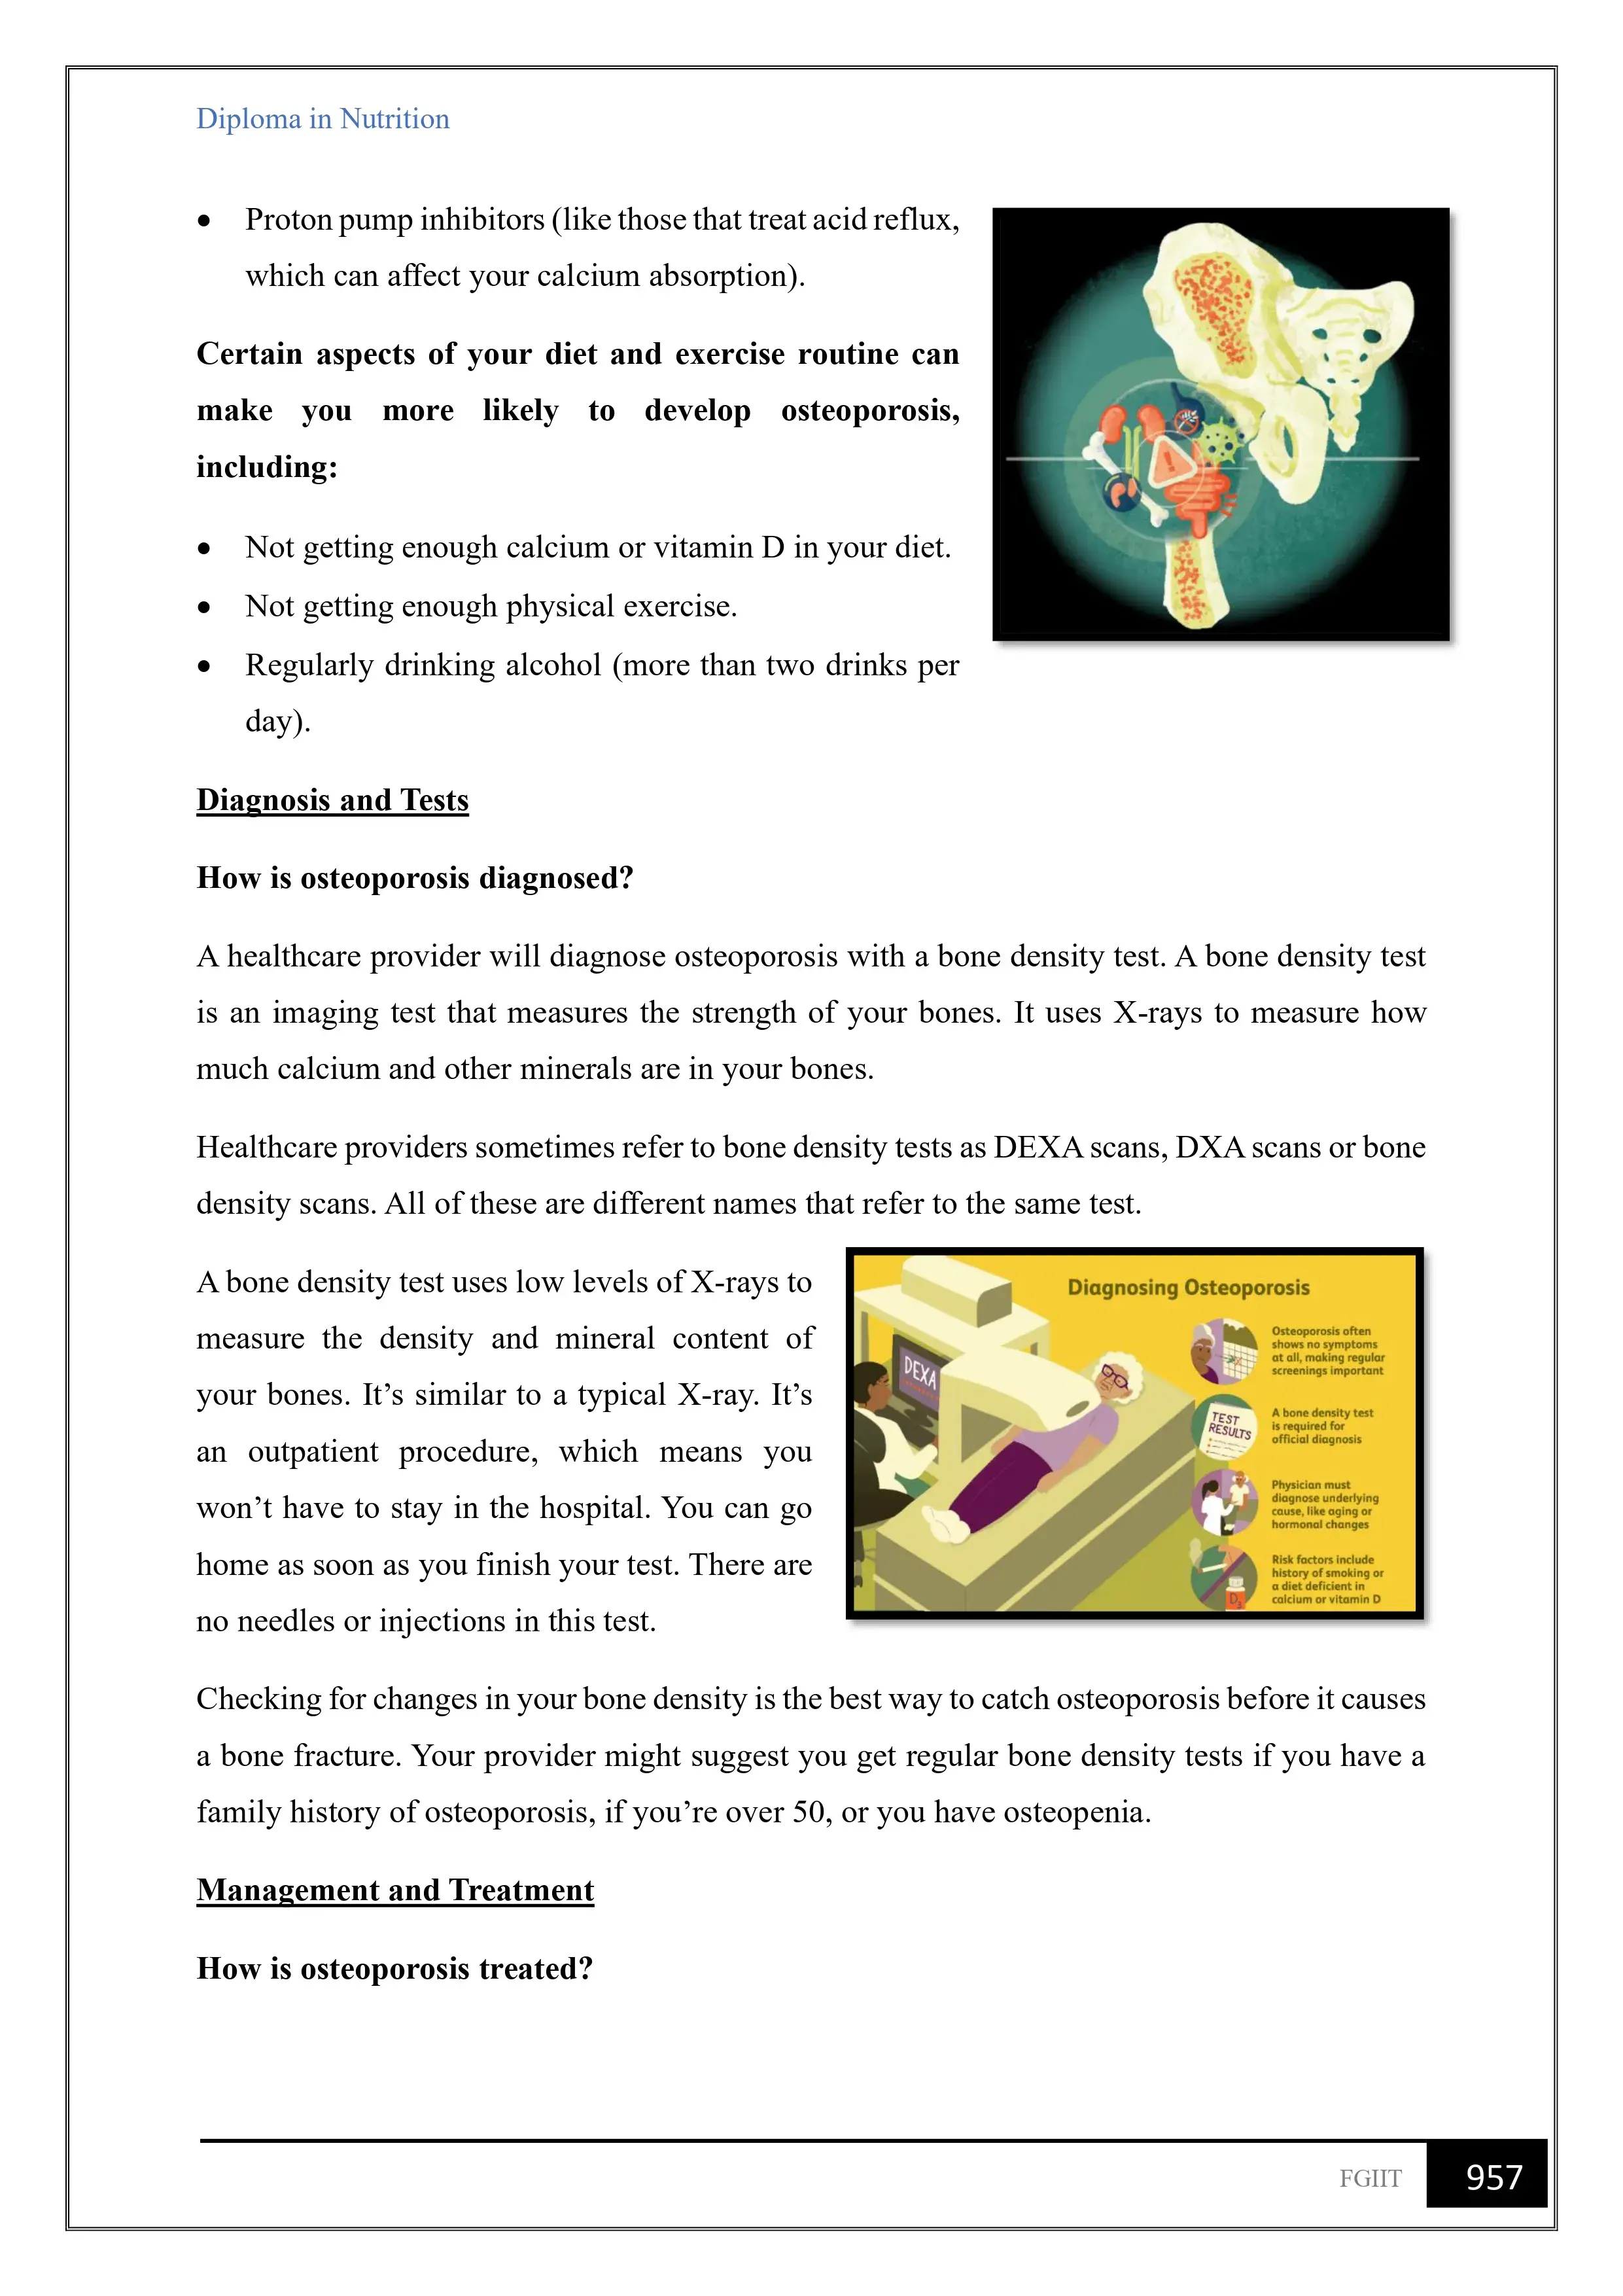 Diploma in Nutrition
• Proton pump inhibitors (like those that treat acid reflux,
which can affect your calcium absorption).
Certain aspects of your diet and exercise routine can
make you more likely to develop osteoporosis,
including:
• Not getting enough calcium or vitamin D in your diet.
• Not getting enough physical exercise.
• Regularly drinking alcohol (more than two drinks per
day).
Diagnosis and Tests
How is osteoporosis diagnosed?
A healthcare provider will diagnose osteoporosis with a bone density test. A bone density test
is an imaging test that measures the strength of your bones. It uses X-rays to measure how
much calcium and other minerals are in your bones.
Healthcare providers sometimes refer to bone density tests as DEXA scans, DXA scans or bone
density scans. All of these are different names that refer to the same test.
A bone density test uses low levels of X-rays to
measure the density and mineral content of
your bones. It’s similar to a typical X-ray. It’s
an outpatient procedure, which means you
won’t have to stay in the hospital. You can go
home as soon as you finish your test. There are
no needles or injections in this test.
Diagnosing Osteoporosis
DEXA
Osteoporosis often
shows no symptoms
at all, making regular
screenings important
TEST
RESULTS
A bone density test
is required for
official diagnosis
Physician must
diagnose underlying
cause, like aging or
hormonal changes
Risk factors include
history of smoking or
a diet deficient in
calcium or vitamin D
D3
Checking for changes in your bone density is the best way to catch osteoporosis before it causes
a bone fracture. Your provider might suggest you get regular bone density tests if you have a
family history of osteoporosis, if you’re over 50, or you have osteopenia.
Management and Treatment
How is osteoporosis treated?
FGIIT
957